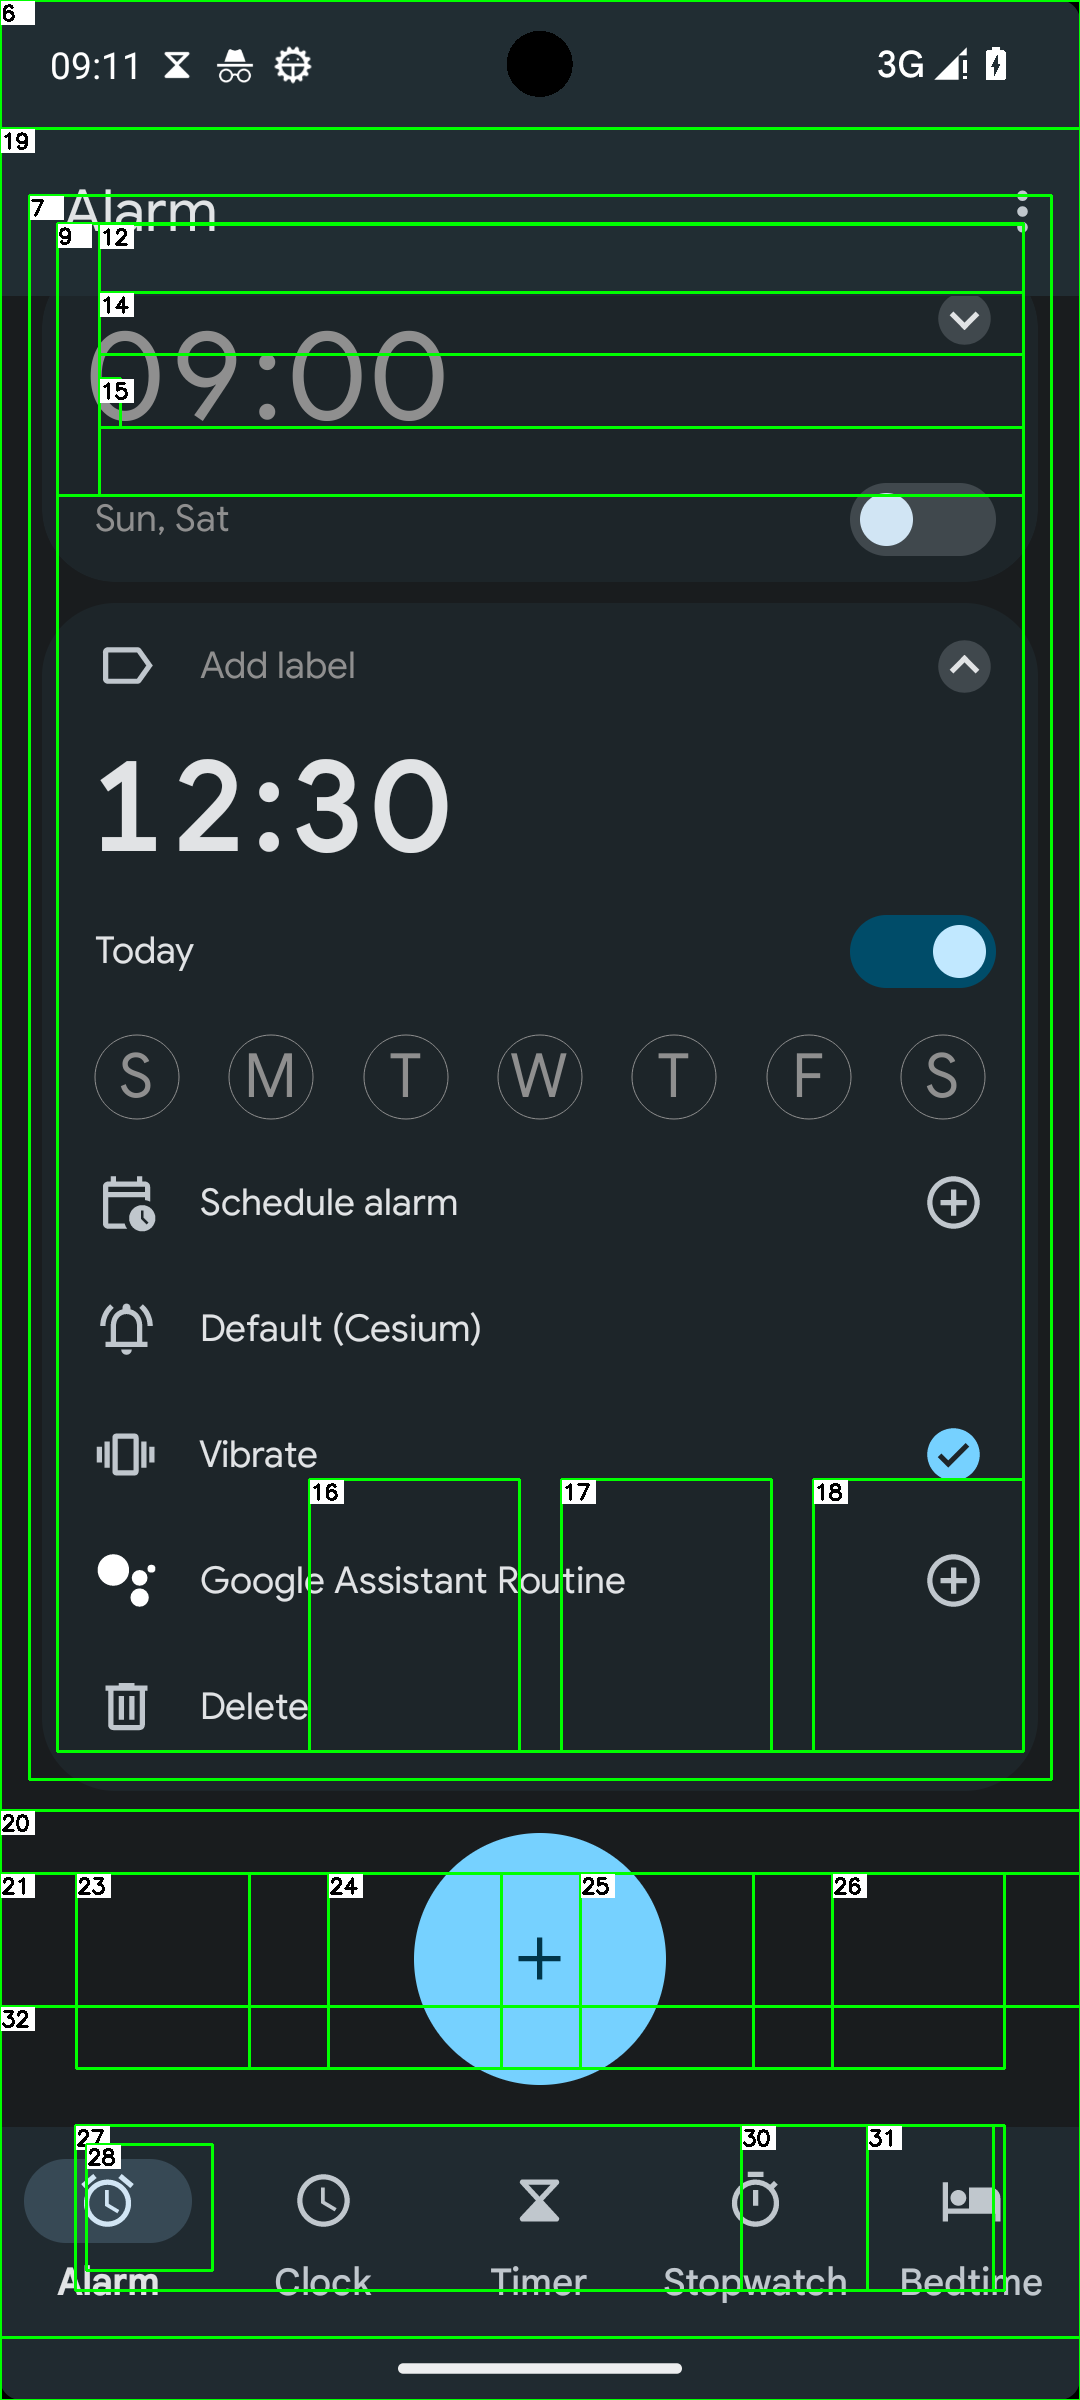 6
09:11
3G
19
7
Alarm
9
12
14
09:00
15
Sun, Sat
Add label
12:30
Today
S M T W T F S
Schedule alarm
Default (Cesium)
Vibrate
16
17
18
Google Assistant Routine
Delete
20
21
23
24
25
26
32
27
28
30
31
Alarm
Clock
Timer
Stopwatch
Bedtime